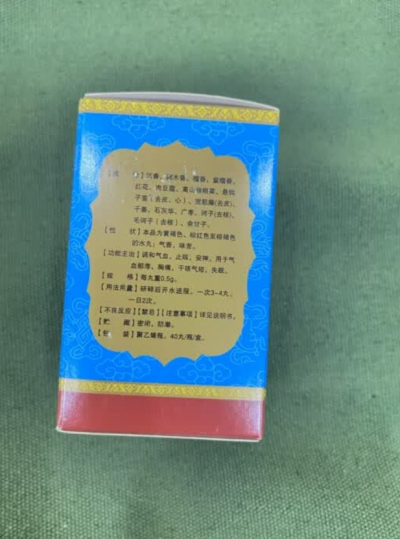 【成 份】沉香、诃子、檀香、紫檀香、
红花、肉豆蔻、高山辣根菜、悬钩
子茎(去皮、心)、宽筋藤(去皮)、
干姜、石灰华、广枣、诃子(去核)、
毛诃子(去核)、余甘子。
【性 状】本品为黄褐色、棕红色至棕褐色
的水丸;气香,味苦。
【功能主治】调和气血,止咳,安神。用于气
血郁滞,胸痛,干咳气短,失眠。
【规 格】每丸重0.5g。
【用法用量】研碎后开水送服。一次3~4丸,
一日2次。
【不良反应】【禁忌】【注意事项】详见说明书。
【贮 藏】密闭,防潮。
【包 装】聚乙烯瓶,40丸/瓶/盒。